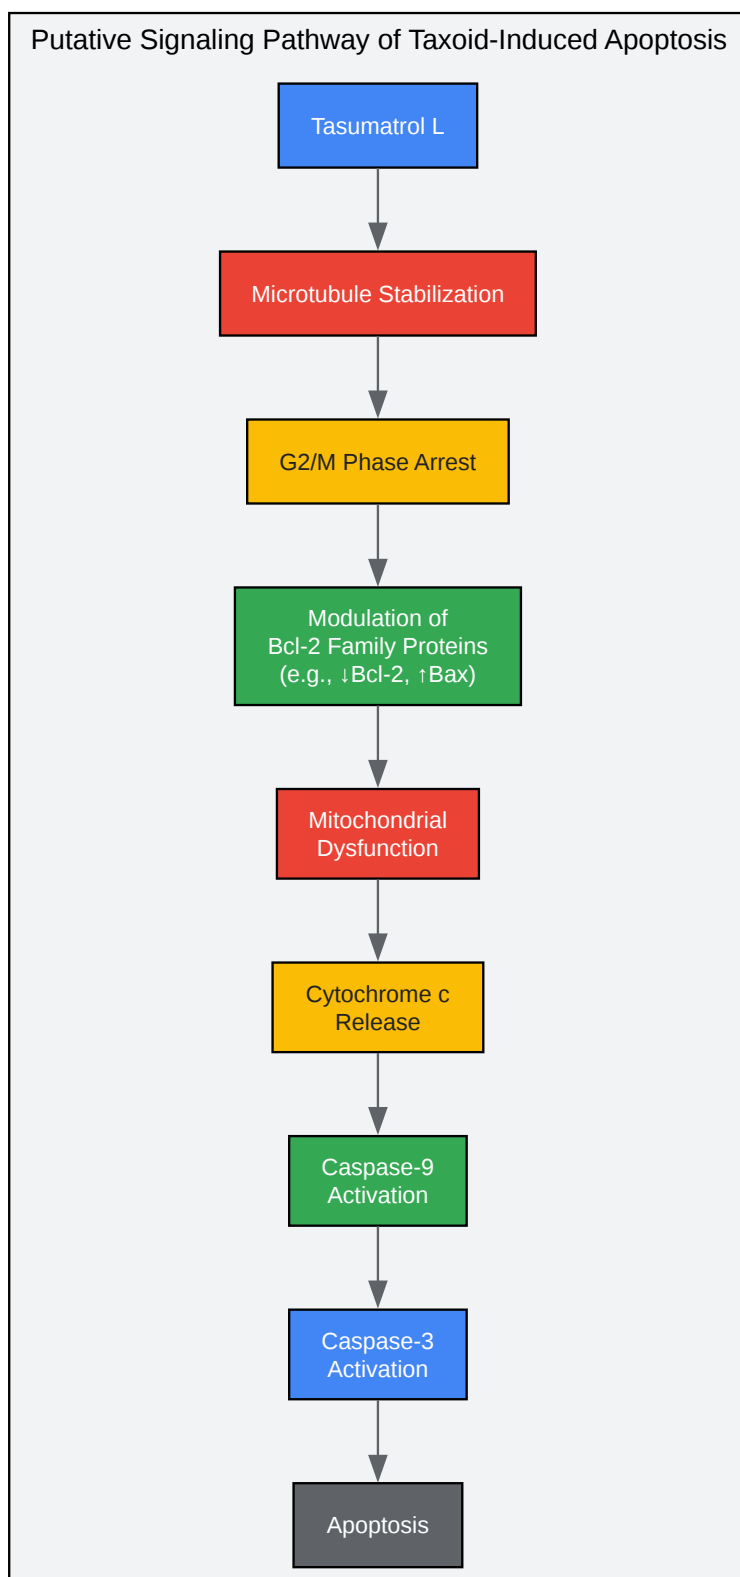 Putative Signaling Pathway of Taxoid-Induced Apoptosis
Tasumatrol L
Microtubule Stabilization
G2/M Phase Arrest
Modulation of
Bcl-2 Family Proteins
(e.g., ↓Bcl-2, ↑Bax)
Mitochondrial
Dysfunction
Cytochrome c
Release
Caspase-9
Activation
Caspase-3
Activation
Apoptosis